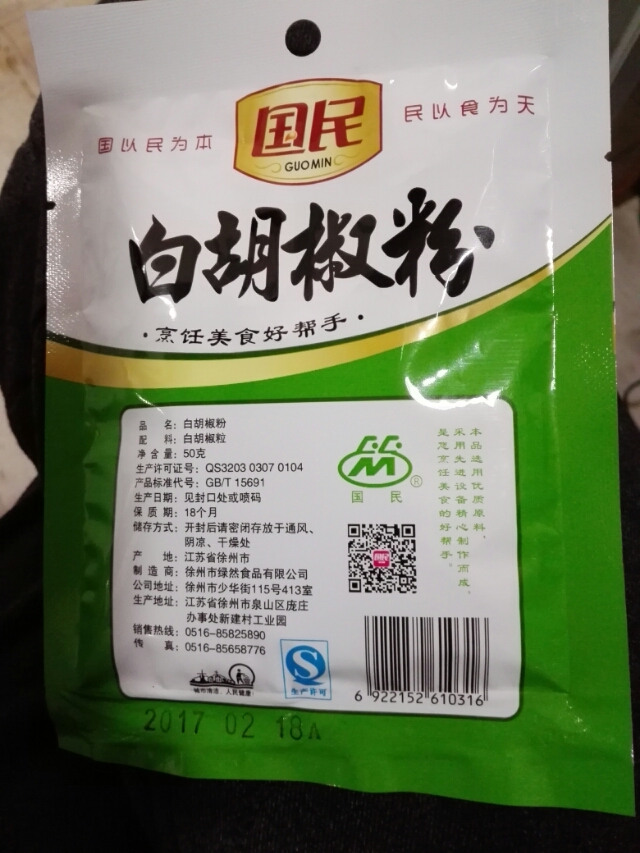 国以民为本
国民
GUOMIN
民以食为天
白胡椒粉
·烹饪美食好帮手·
品 名：白胡椒粉
配 料：白胡椒粒
净 含 量：50克
生产许可证号：QS3203 0307 0104
产品标准代号：GB/T 15691
生产日期：见封口处或喷码
保 质 期：18个月
储存方式：开封后请密闭存放于通风、
阴凉、干燥处
产 地：江苏省徐州市
制 造 商：徐州市绿然食品有限公司
公司地址：徐州市少华街115号413室
生产地址：江苏省徐州市泉山区庞庄
办事处新建村工业园
销售热线：0516-85825890
传 真：0516-85658776
国 民
®
本品选用优质原料，
采用先进设备精心制作而成，
是您烹饪美食的好帮手。
城市清洁，人民健康
S
生产许可
6 922152 610316
2017 02 18A